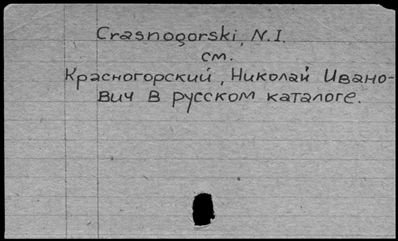 Crasnogorski, N.I.
см.
Красногорский, Николай Ивано-
вич в русском каталоге.